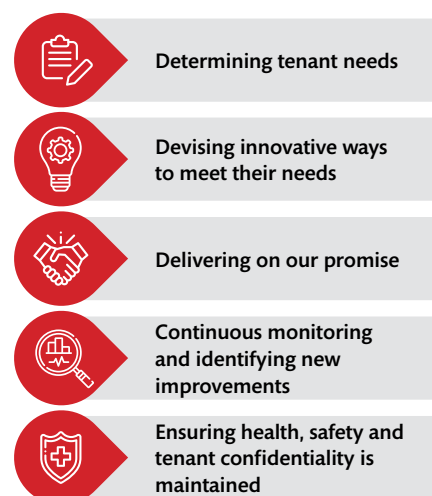 Determining tenant needs
Devising innovative ways
to meet their needs
Delivering on our promise
Continuous monitoring
and identifying new
improvements
Ensuring health, safety and
tenant confidentiality is
maintained